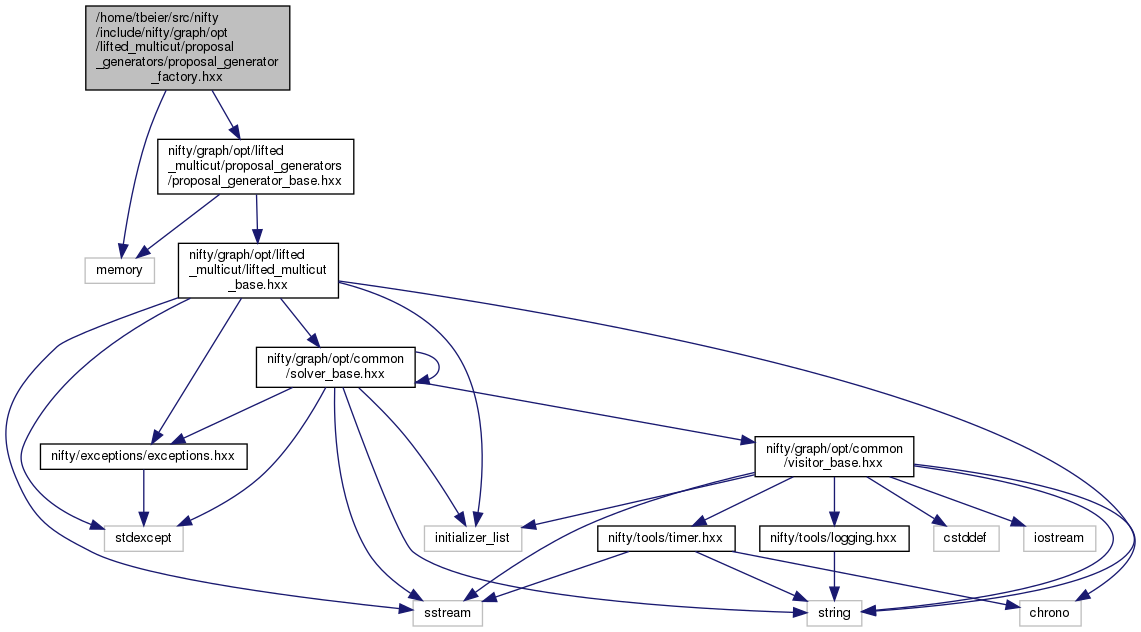 /home/tbeier/src/nifty
/include/nifty/graph/opt
/lifted_multicut/proposal
_generators/proposal_generator
_factory.hxx
nifty/graph/opt/lifted
_multicut/proposal_generators
/proposal_generator_base.hxx
memory
nifty/graph/opt/lifted
_multicut/lifted_multicut
_base.hxx
nifty/graph/opt/common
/solver_base.hxx
nifty/exceptions/exceptions.hxx
nifty/graph/opt/common
/visitor_base.hxx
stdexcept
initializer_list
nifty/tools/timer.hxx
nifty/tools/logging.hxx
cstddef
iostream
sstream
string
chrono